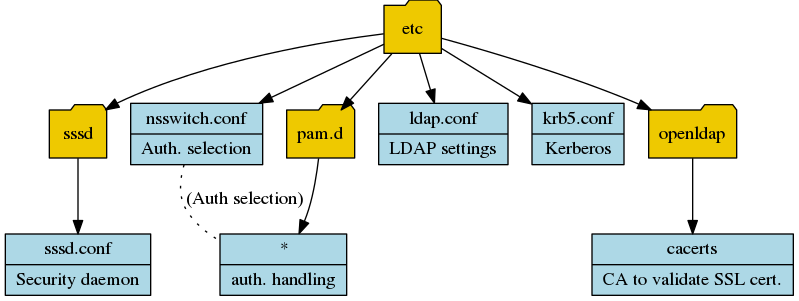 etc
sssd
nsswitch.conf
Auth. selection
pam.d
ldap.conf
LDAP settings
krb5.conf
Kerberos
openldap
(Auth selection)
sssd.conf
Security daemon
*
auth. handling
cacerts
CA to validate SSL cert.